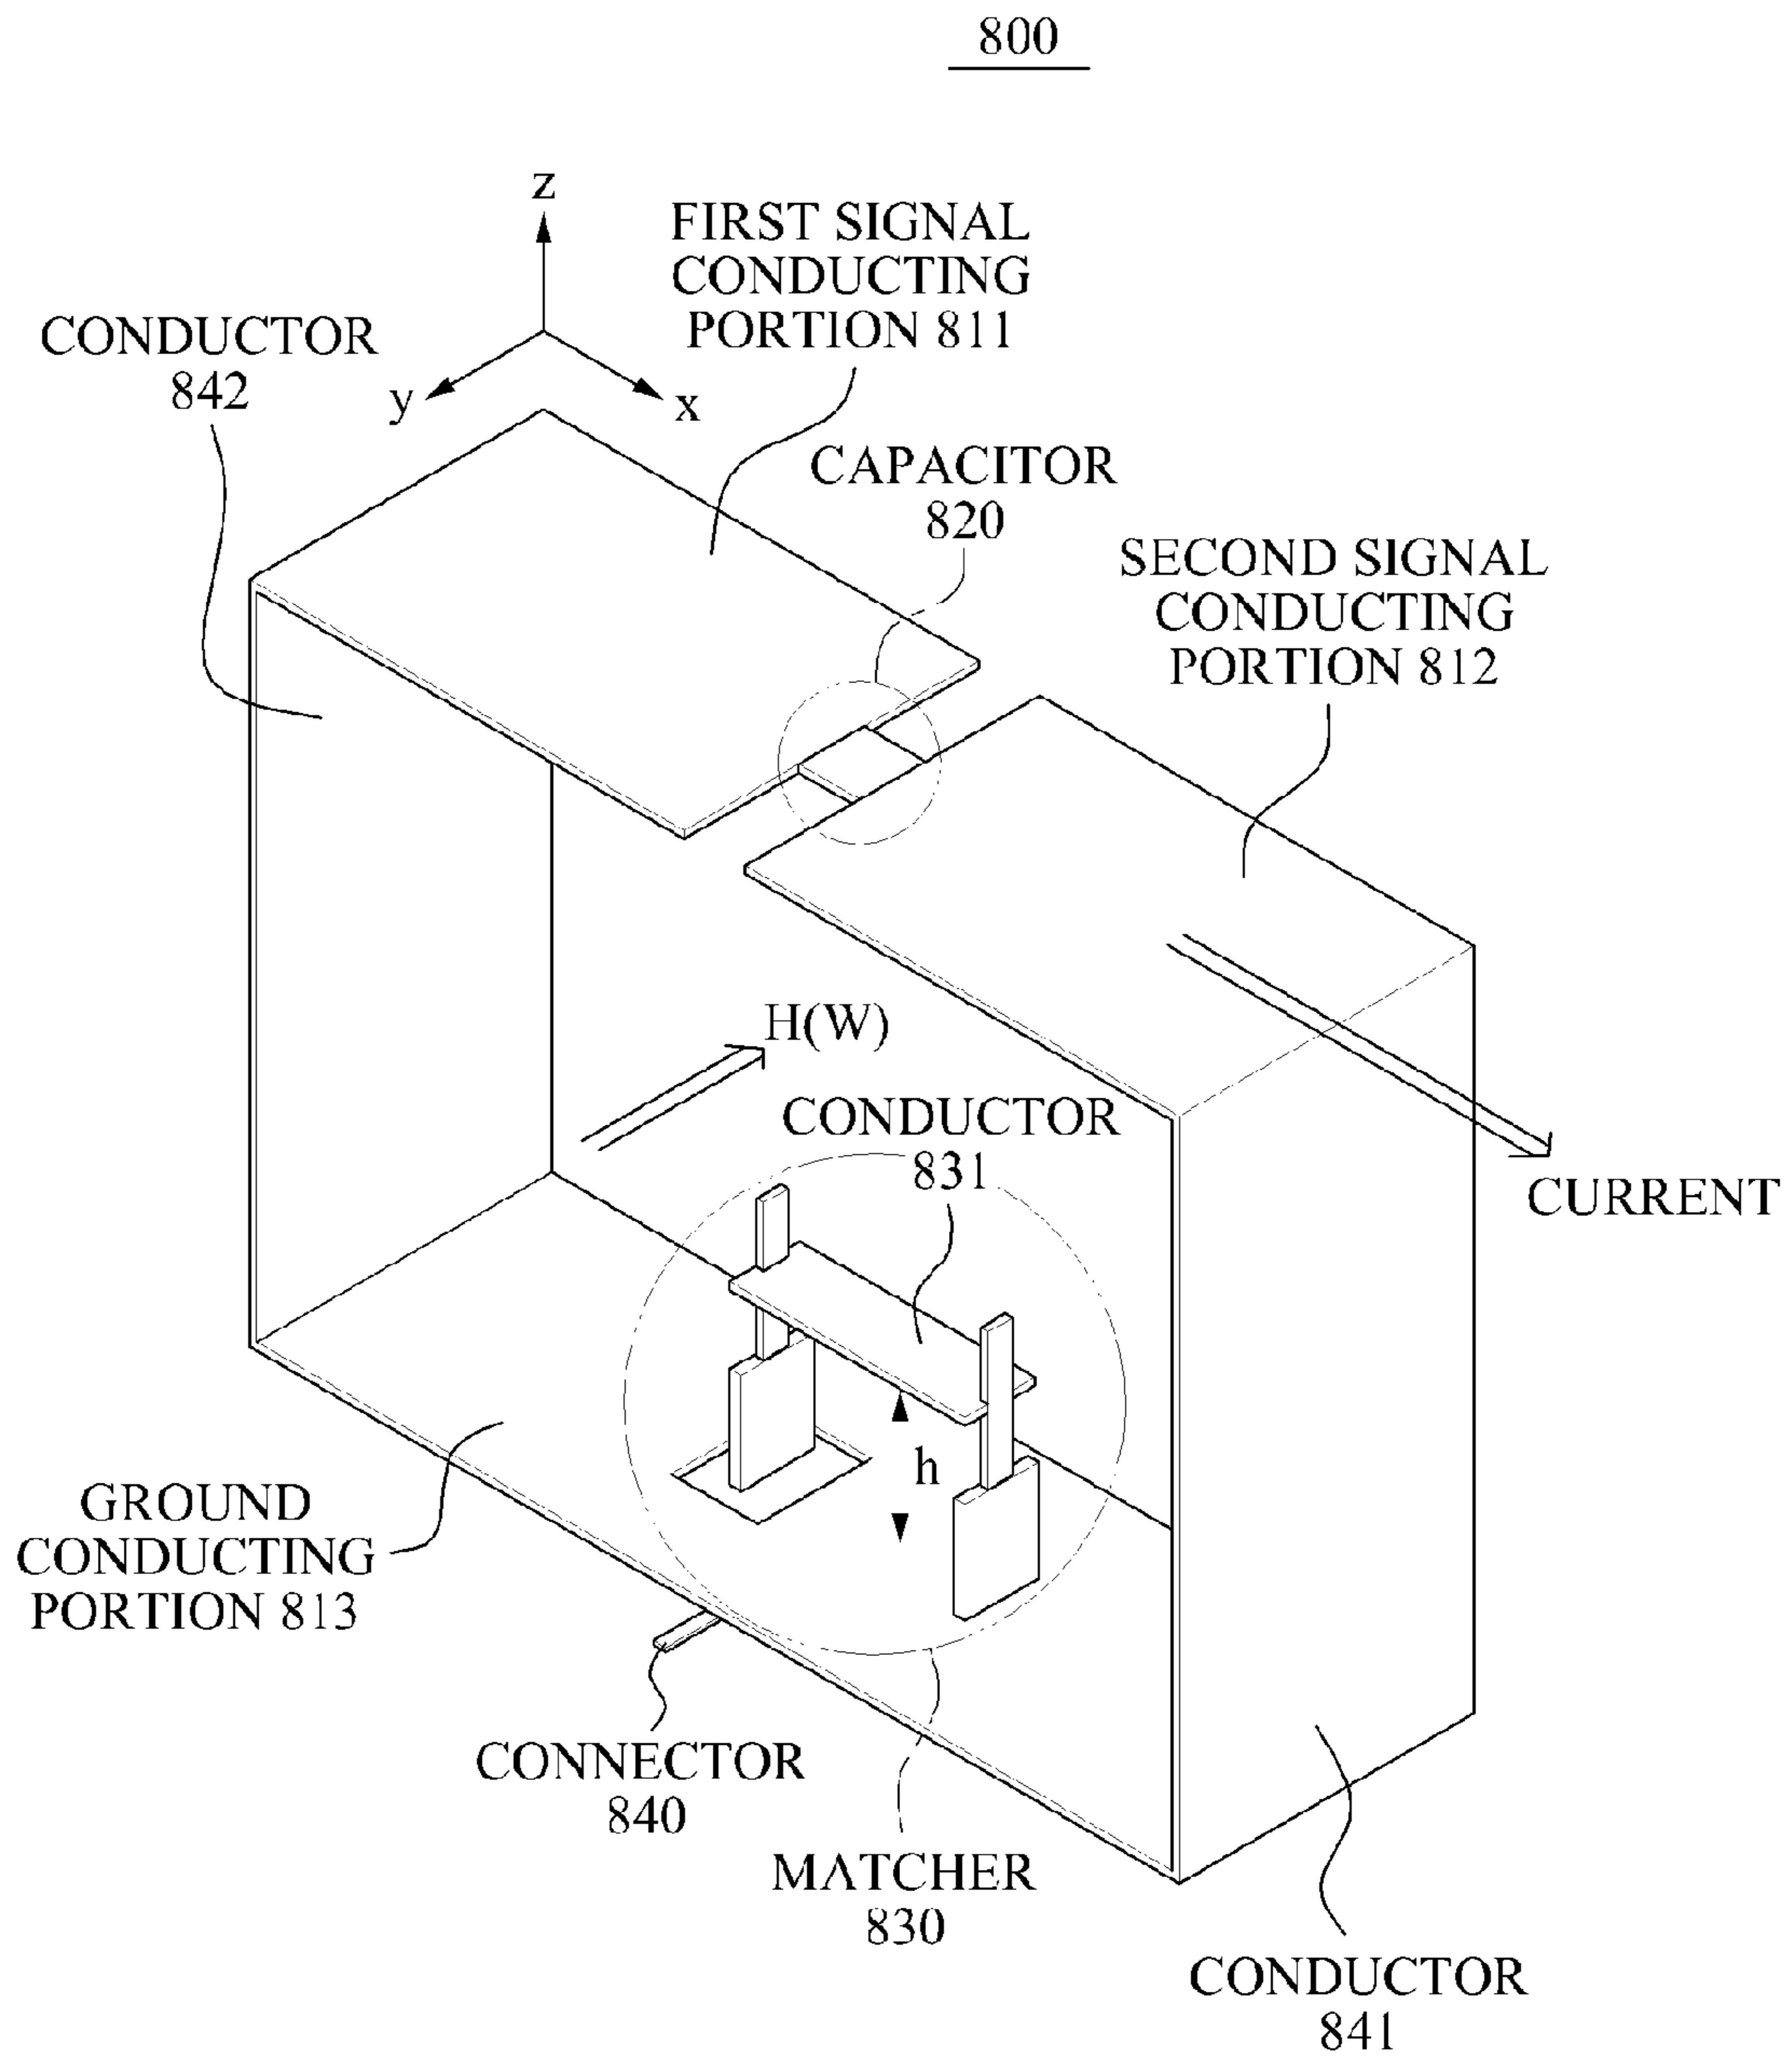 800
z
FIRST SIGNAL
CONDUCTING
PORTION 811
CONDUCTOR
842
y
x
CAPACITOR
820
SECOND SIGNAL
CONDUCTING
PORTION 812
H(W)
CONDUCTOR
831
CURRENT
h
GROUND
CONDUCTING
PORTION 813
CONNECTOR
840
MATCHER
830
CONDUCTOR
841